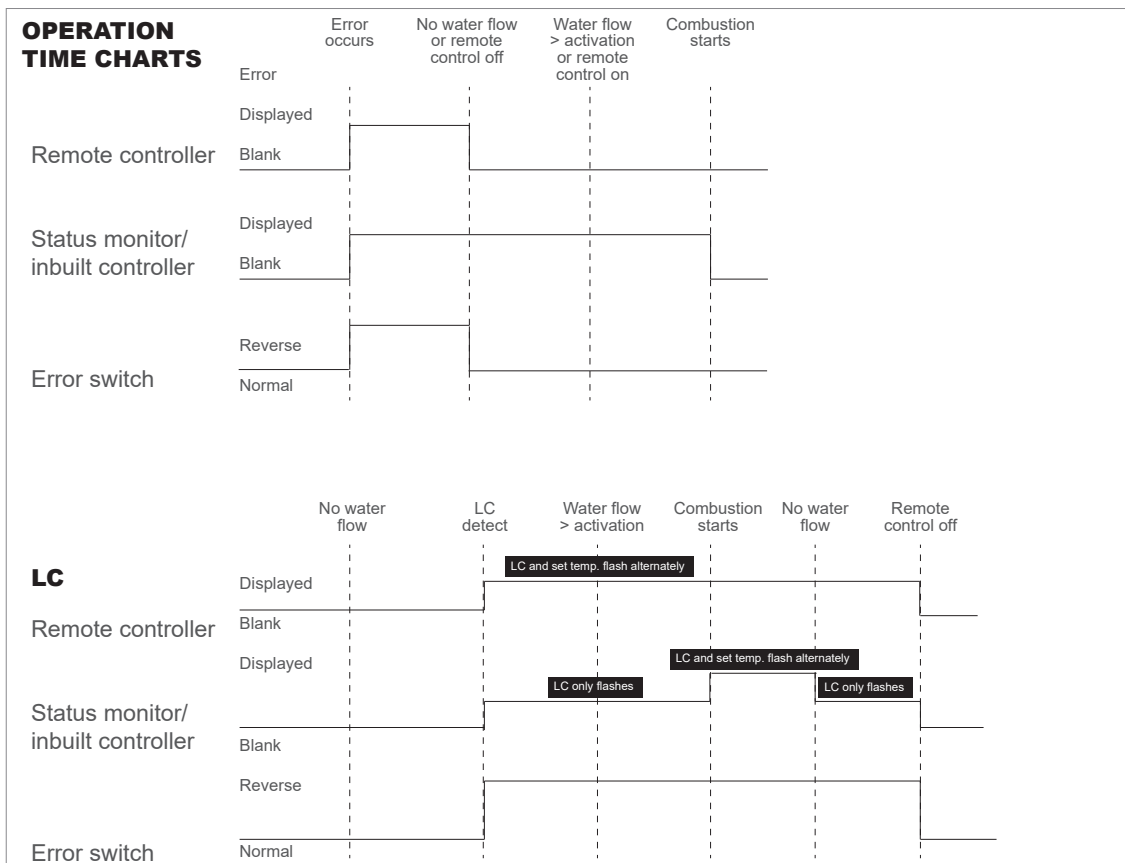 OPERATION
TIME CHARTS
Error
occurs
No water flow
or remote
control off
Water flow
> activation
or remote
control on
Combustion
starts
Error
Displayed
Remote controller
Blank
Displayed
Status monitor/
inbuilt controller
Blank
Reverse
Error switch
Normal
No water
flow
LC
detect
Water flow
> activation
Combustion
starts
No water
flow
Remote
control off
LC
LC and set temp. flash alternately
Displayed
Remote controller
Blank
Displayed
LC and set temp. flash alternately
LC only flashes
LC only flashes
Status monitor/
inbuilt controller
Blank
Reverse
Error switch
Normal